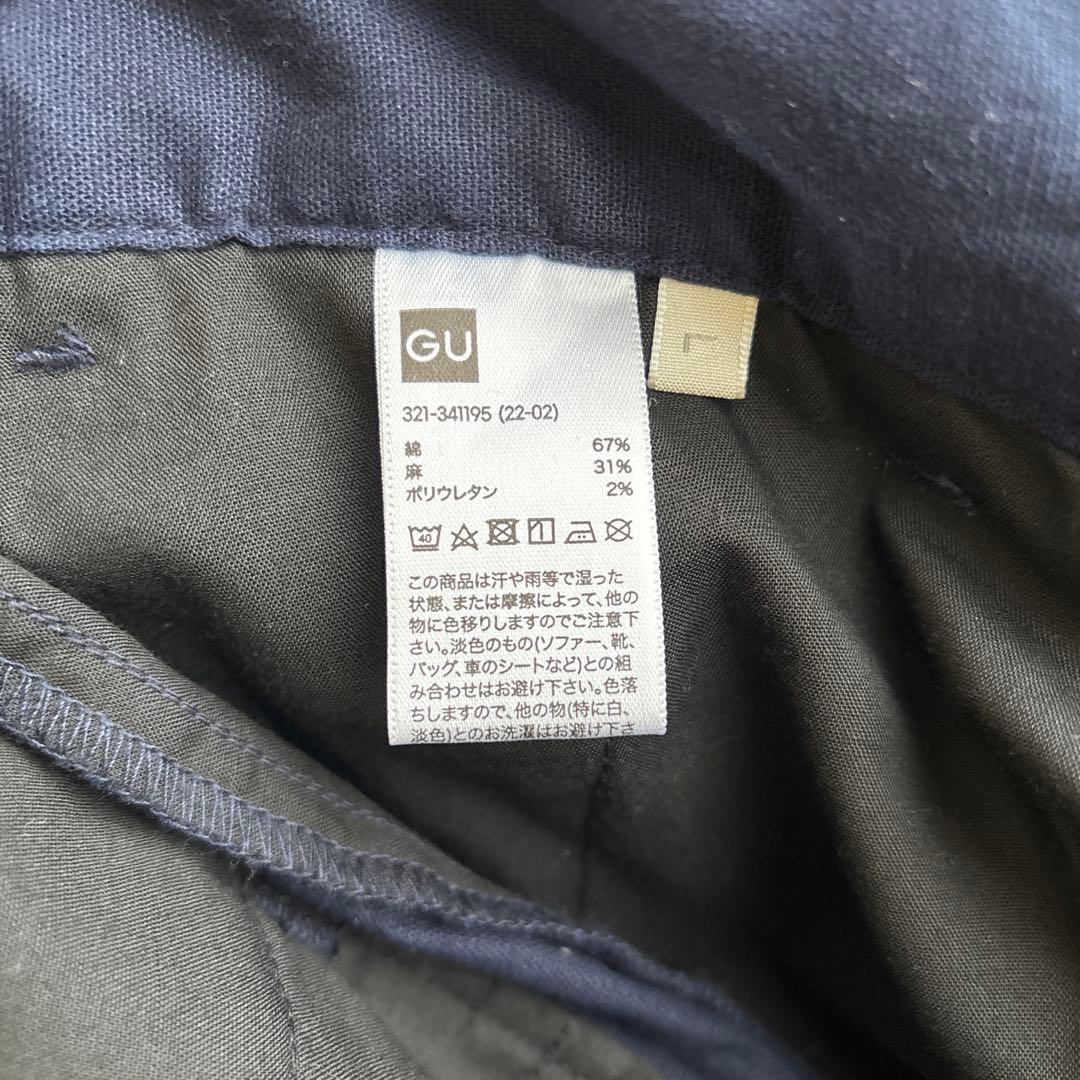 GU
L
321-341195 (22-02)
綿 67%
麻 31%
ポリウレタン 2%
40
この商品は汗や雨等で湿った
状態、または摩擦によって、他の
物に色移りしますのでご注意下
さい。淡色のもの(ソファー、靴、
バッグ、車のシートなど)との組
み合わせはお避け下さい。色落
ちしますので、他の物(特に白、
淡色)とのお洗濯はお避け下さ